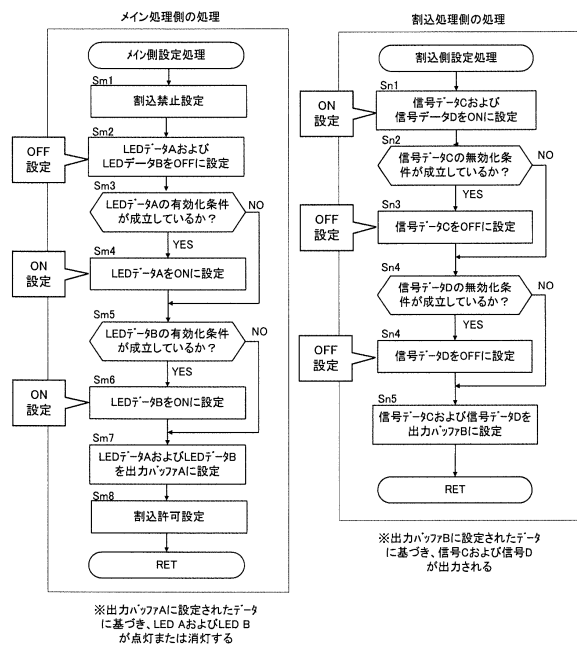 メイン処理側の処理
メイン側設定処理
Sm1
割込禁止設定
OFF
設定
Sm2
LEDデータAおよび
LEDデータBをOFFに設定
Sm3
LEDデータAの有効化条件
が成立しているか？
NO
YES
ON
設定
Sm4
LEDデータAをONに設定
Sm5
LEDデータBの有効化条件
が成立しているか？
NO
YES
ON
設定
Sm6
LEDデータBをONに設定
Sm7
LEDデータAおよびLEDデータB
を出力バッファAに設定
Sm8
割込許可設定
RET
※出力バッファAに設定されたデータ
に基づき、LED AおよびLED B
が点灯または消灯する
割込処理側の処理
割込側設定処理
ON
設定
Sn1
信号データCおよび
信号データDをONに設定
Sn2
信号データCの無効化条
件が成立しているか？
NO
YES
OFF
設定
Sn3
信号データCをOFFに設定
Sn4
信号データDの無効化条
件が成立しているか？
NO
YES
OFF
設定
Sn4
信号データDをOFFに設定
Sn5
信号データCおよび信号データDを
出力バッファBに設定
RET
※出力バッファBに設定されたデータ
に基づき、信号Cおよび信号D
が出力される